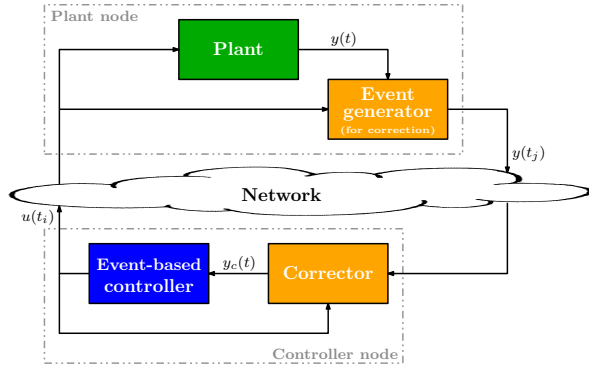 Plant node
Plant
y(t)
Event
generator
(for correction)
y(t_j)
Network
u(t_i)
Event-based
controller
y_c(t)
Corrector
Controller node